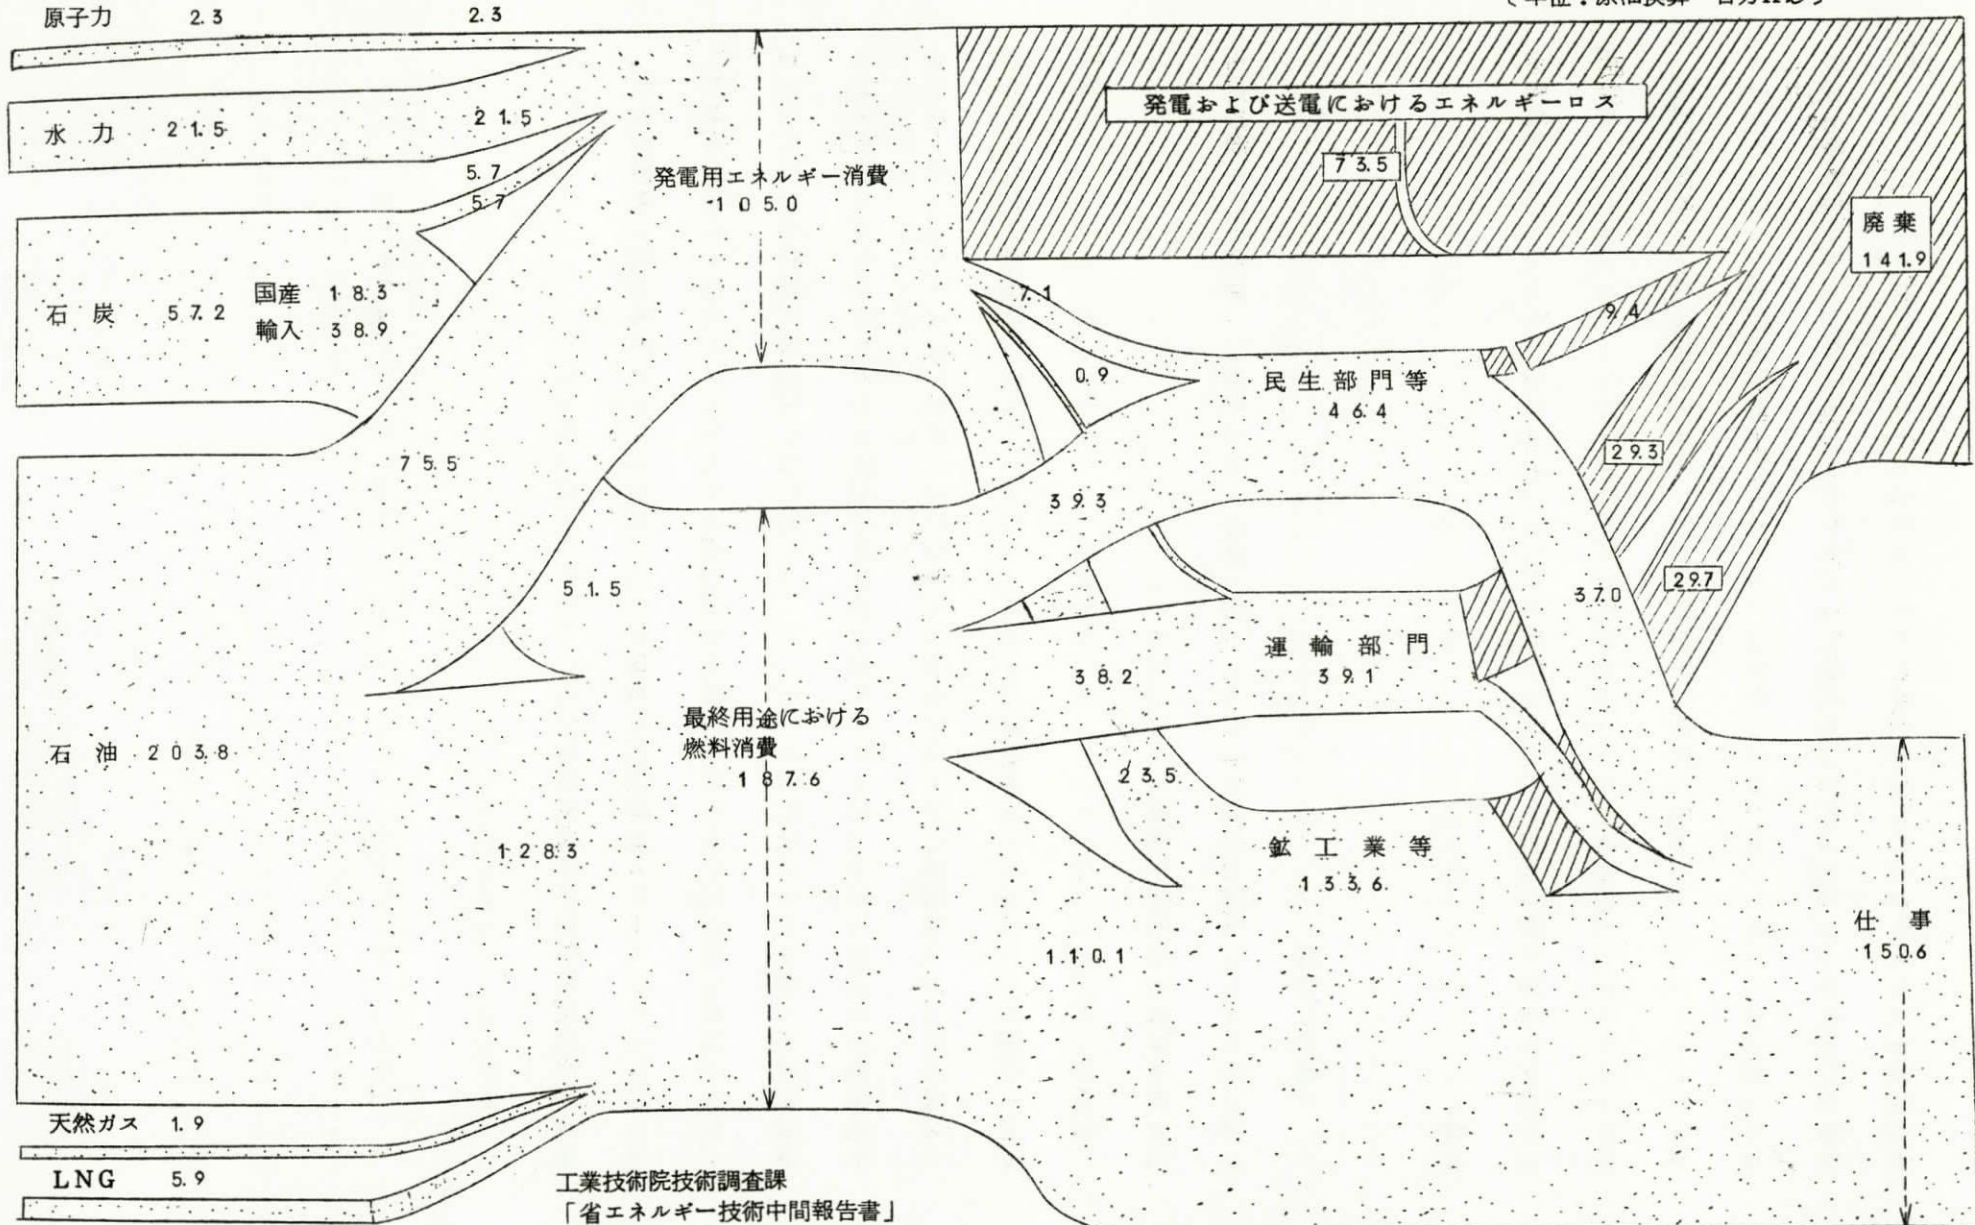 原子力 2.3 2.3
水力 21.5 21.5
5.7
5.7
石炭 57.2
国産 18.3
輸入 38.9
75.5
51.5
石油 203.8
128.3
天然ガス 1.9
LNG 5.9
発電用エネルギー消費
105.0
最終用途における
燃料消費
187.6
工業技術院技術調査課
「省エネルギー技術中間報告書」
発電および送電におけるエネルギーロス
73.5
廃棄
141.9
7.1
0.9
9.4
民生部門等
46.4
39.3
29.3
29.7
37.0
運輸部門
39.1
38.2
23.5
鉱工業等
133.6
110.1
仕事
150.6